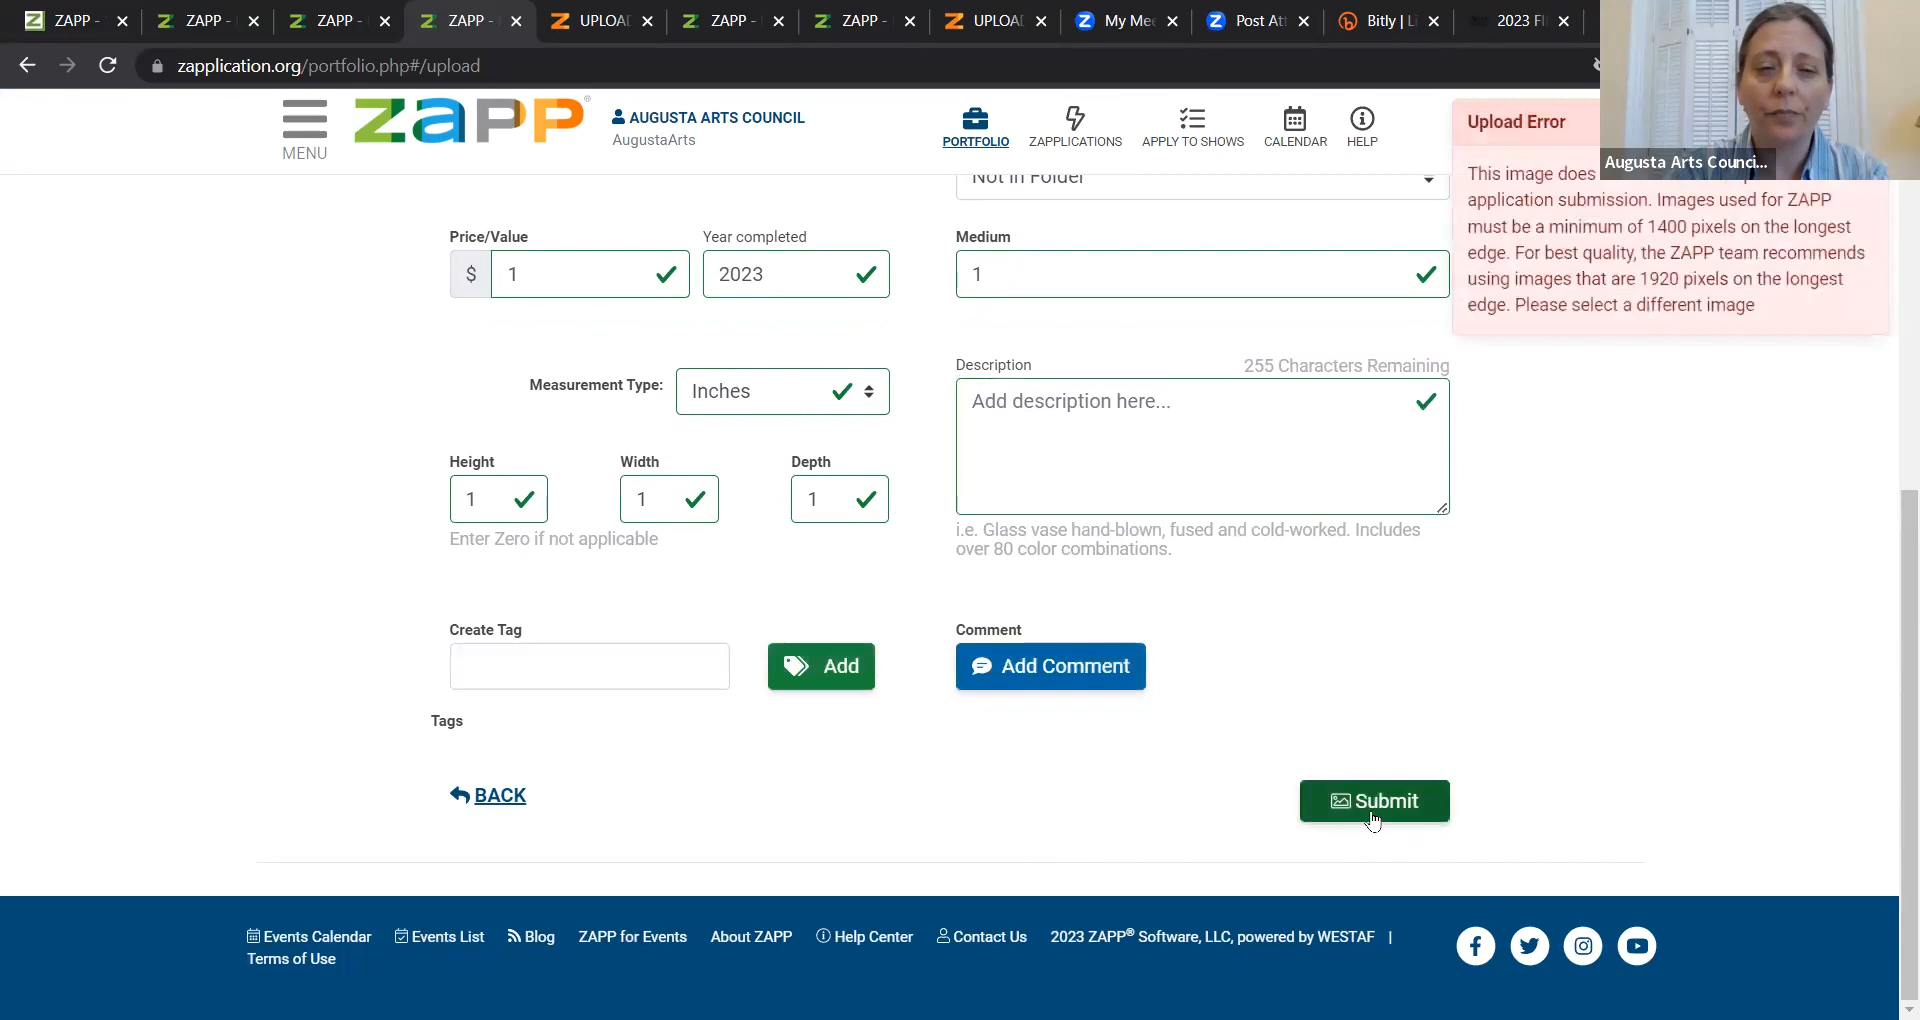 ZAPP -
ZAPP -
ZAPP -
ZAPP -
UPLOA
ZAPP -
ZAPP -
UPLOA
My Me
Post At
Bitly | L
2023 F
zapplication.org/portfolio.php#/upload
MENU
zapp®
AUGUSTA ARTS COUNCIL
AugustaArts
PORTFOLIO
ZAPPLICATIONS
APPLY TO SHOWS
CALENDAR
HELP
Upload Error
This image does
application submission. Images used for ZAPP
must be a minimum of 1400 pixels on the longest
edge. For best quality, the ZAPP team recommends
using images that are 1920 pixels on the longest
edge. Please select a different image
Augusta Arts Counci...
Not In Folder
Price/Value
$ 1
Year completed
2023
Medium
1
Measurement Type:
Inches
Description
255 Characters Remaining
Add description here...
Height
1
Width
1
Depth
1
Enter Zero if not applicable
i.e. Glass vase hand-blown, fused and cold-worked. Includes
over 80 color combinations.
Create Tag
Add
Comment
Add Comment
Tags
BACK
Submit
Events Calendar
Events List
Blog
ZAPP for Events
About ZAPP
Help Center
Contact Us
2023 ZAPP® Software, LLC, powered by WESTAF |
Terms of Use